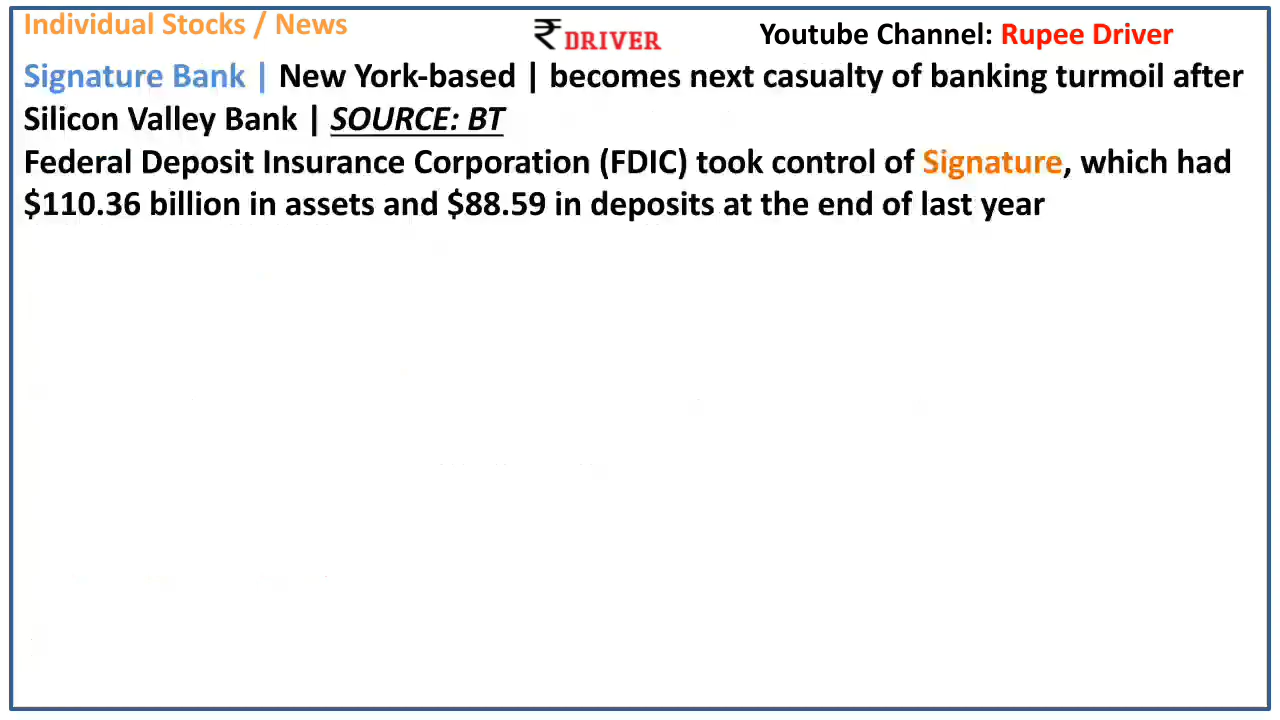 Individual Stocks / News
₹ DRIVER
Youtube Channel: Rupee Driver
Signature Bank | New York-based | becomes next casualty of banking turmoil after
Silicon Valley Bank | SOURCE: BT
Federal Deposit Insurance Corporation (FDIC) took control of Signature, which had
$110.36 billion in assets and $88.59 in deposits at the end of last year